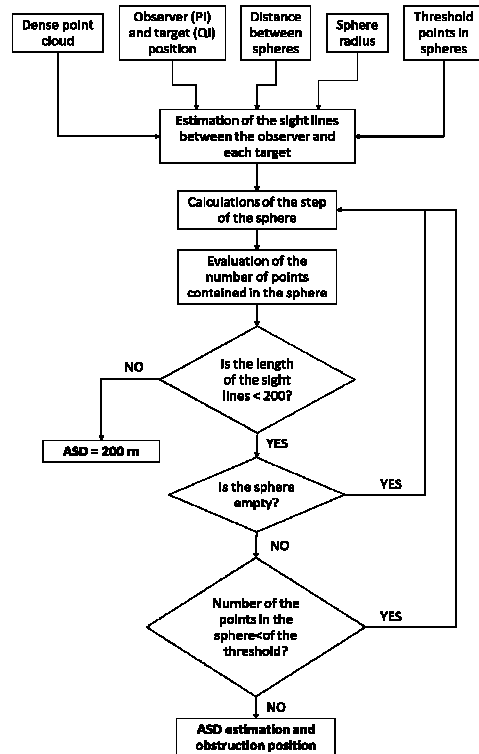 Dense point
cloud
Observer (PI)
and target (QJ)
position
Distance
between
spheres
Sphere
radius
Threshold
points in
spheres
Estimation of the sight lines
between the observer and
each target
Calculations of the step
of the sphere
Evaluation of the
number of points
contained in the sphere
Is the length
of the sight
lines < 200?
NO
ASD = 200 m
YES
Is the sphere
empty?
YES
NO
Number of the
points in the
sphere<of the
threshold?
YES
NO
ASD estimation and
obstruction position